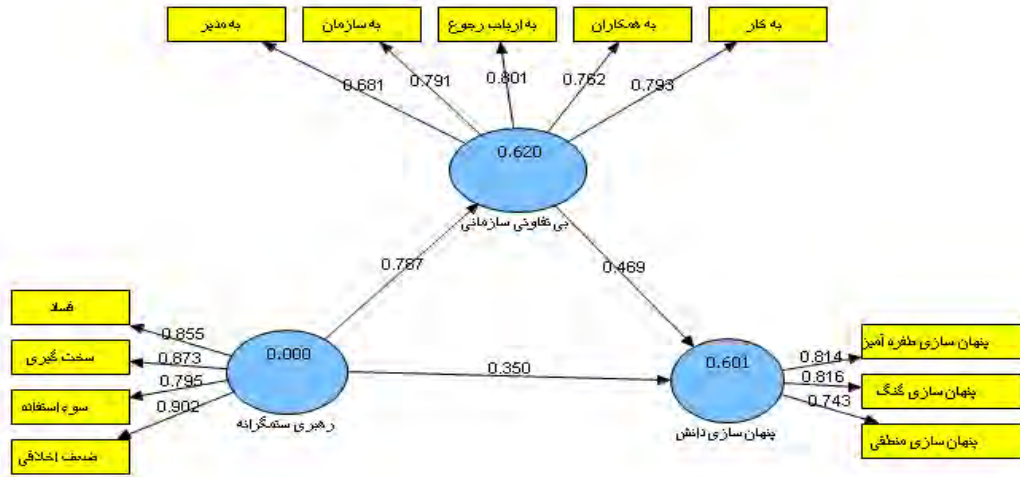 به مدیر
به سازمان
به ارباب رجوع
به همکاران
به کار
0.681
0.791
0.801
0.762
0.793
0.620
بی تفاوتی سازمانی
0.787
0.469
فساد
سخت گیری
سوء استفاده
ضعف اخلاقی
0.855
0.873
0.795
0.902
0.000
رهبری ستمگرانه
0.350
0.601
پنهان سازی دانش
0.814
0.816
0.743
پنهان سازی طفره آمیز
پنهان سازی گنگ
پنهان سازی منطقی